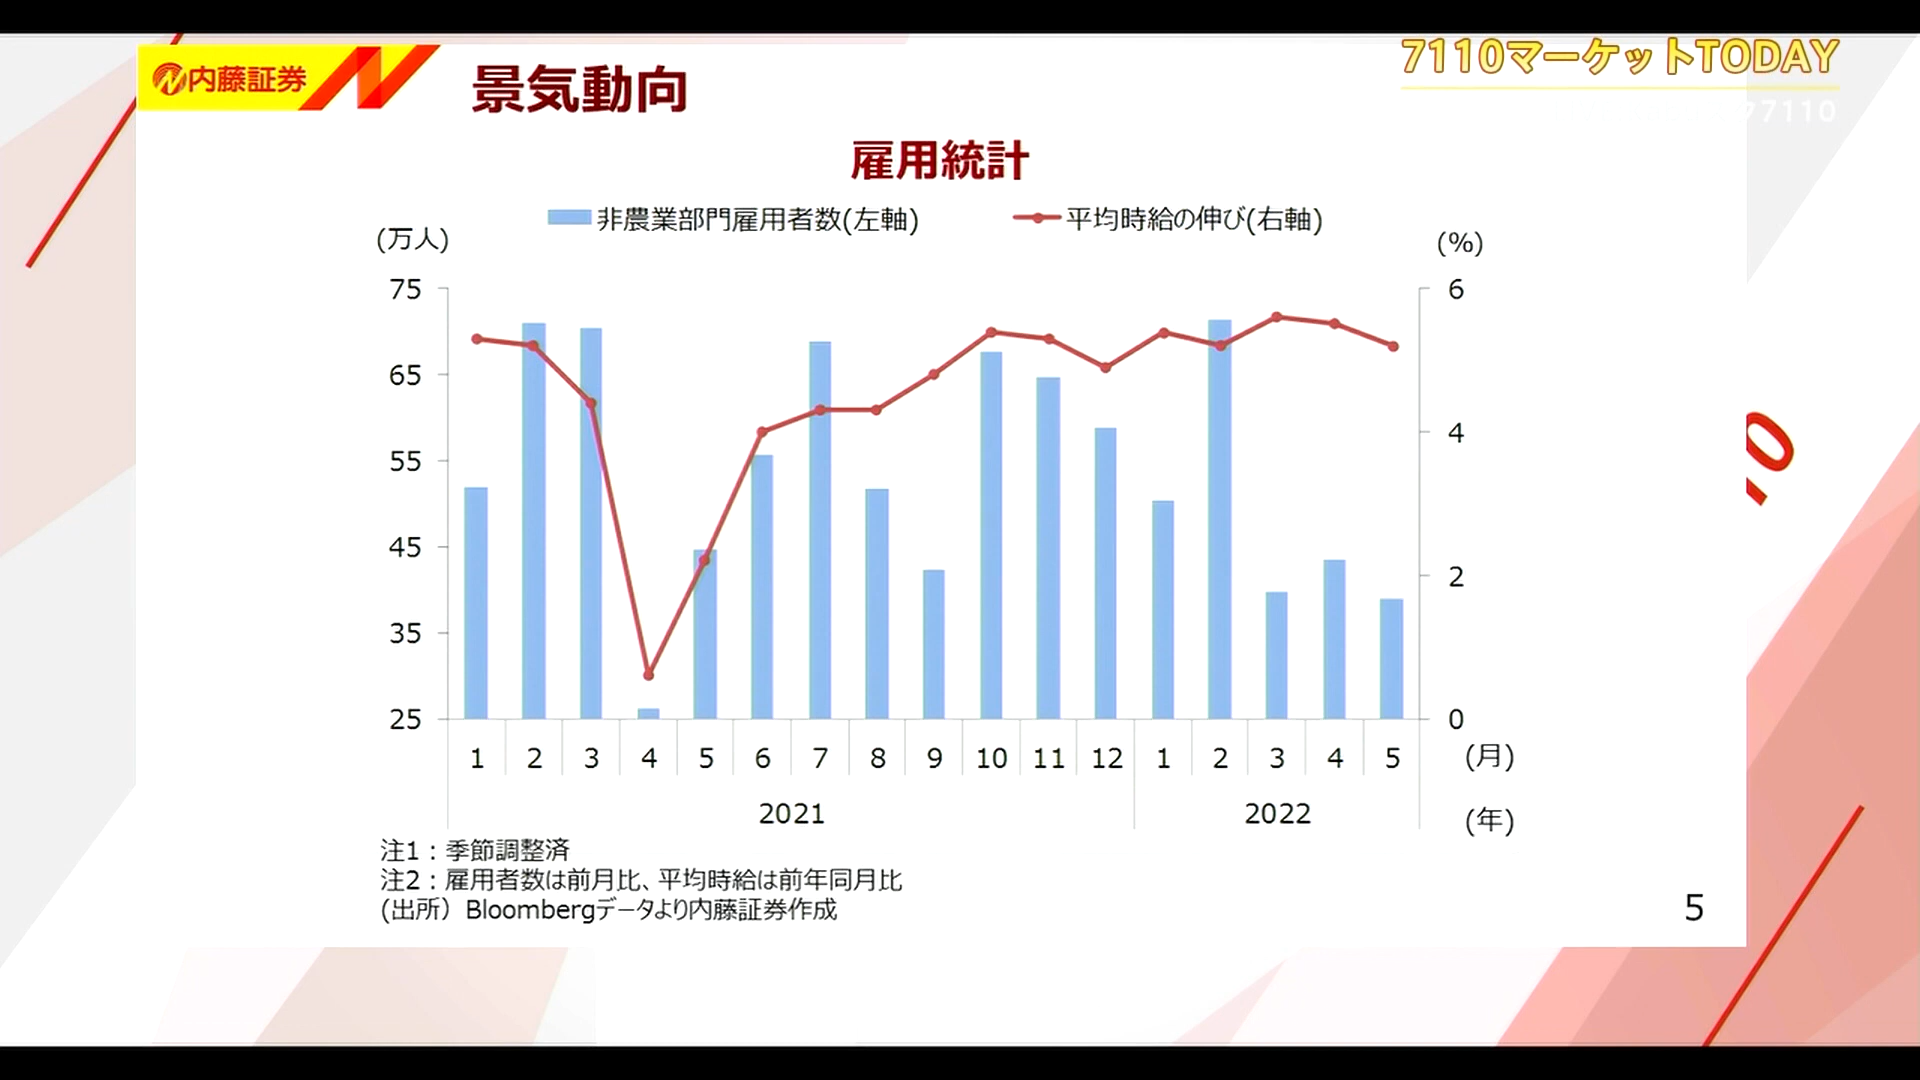 内藤証券
景気動向
7110マーケットTODAY
77110
雇用統計
非農業部門雇用者数(左軸)
平均時給の伸び(右軸)
(万人)
(%)
75
65
55
45
35
25
6
4
2
0
1 2 3 4 5 6 7 8 9 10 11 12 1 2 3 4 5 (月)
2021 2022 (年)
注1：季節調整済
注2：雇用者数は前月比、平均時給は前年同月比
(出所）Bloombergデータより内藤証券作成
5
10